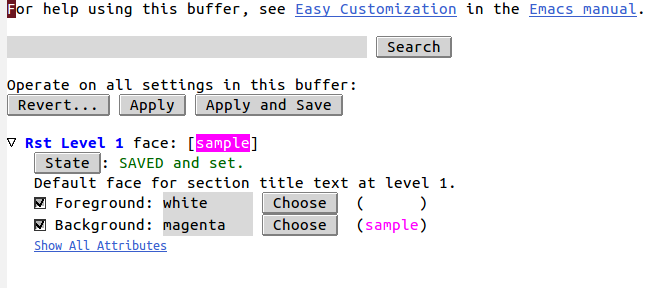 For help using this buffer, see Easy Customization in the Emacs manual.
Search
Operate on all settings in this buffer:
Revert... Apply Apply and Save
Rst Level 1 face: [sample]
State : SAVED and set.
Default face for section title text at level 1.
Foreground: white Choose ( )
Background: magenta Choose (sample)
Show All Attributes